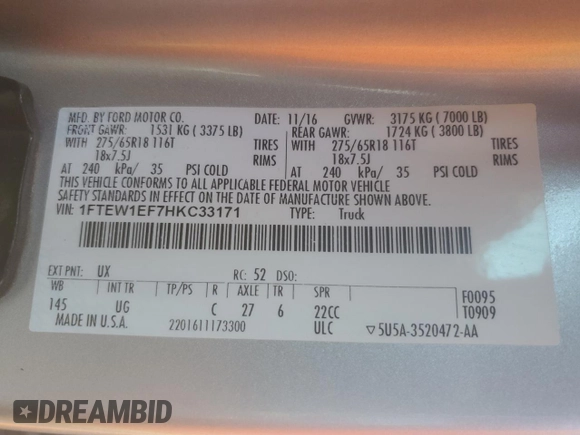 MFD. BY FORD MOTOR CO. DATE: 11/16 GVWR: 3175 KG ( 7000 LB)
FRONT GAWR: 1531 KG ( 3375 LB) REAR GAWR: 1724 KG ( 3800 LB)
WITH 275/65R18 116T TIRES WITH 275/65R18 116T TIRES
18x7.5J RIMS 18x7.5J RIMS
AT 240 kPa/ 35 PSI COLD AT 240 kPa/ 35 PSI COLD
THIS VEHICLE CONFORMS TO ALL APPLICABLE FEDERAL MOTOR VEHICLE
SAFETY STANDARDS IN EFFECT ON THE DATE OF MANUFACTURE SHOWN ABOVE.
VIN: 1FTEW1EF7HKC33171 TYPE: Truck
EXT PNT: UX RC: 52 DSO:
WB INT TR TP/PS R AXLE TR SPR F0095
145 UG C 27 6 22CC T0909
MADE IN U.S.A. 2201611173300 ULC ▽5U5A-3520472-AA
DREAMBID